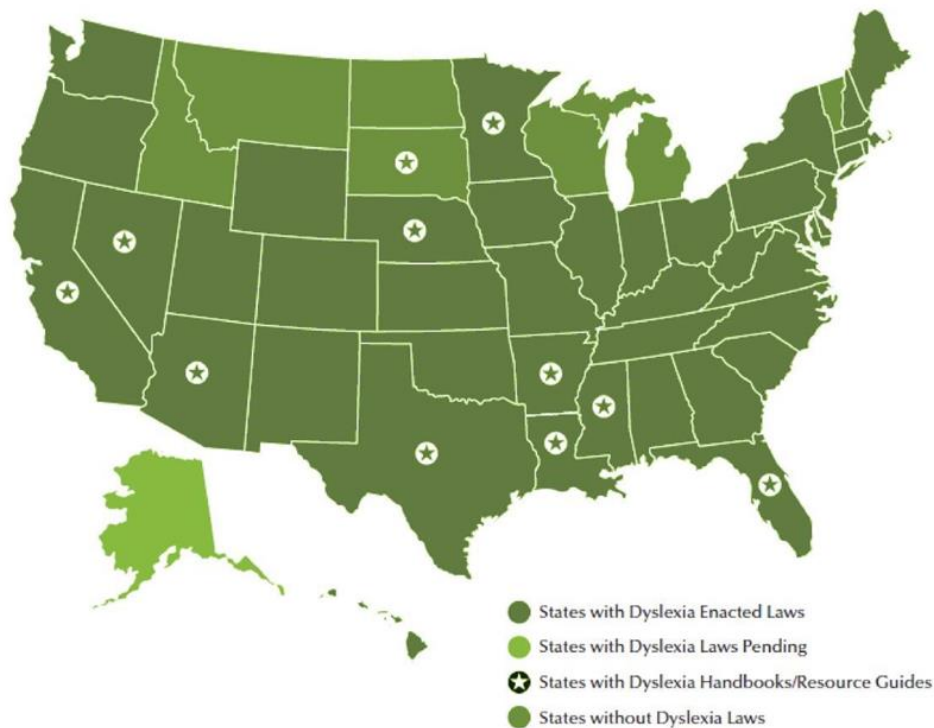 States with Dyslexia Enacted Laws
States with Dyslexia Laws Pending
States with Dyslexia Handbooks/Resource Guides
States without Dyslexia Laws